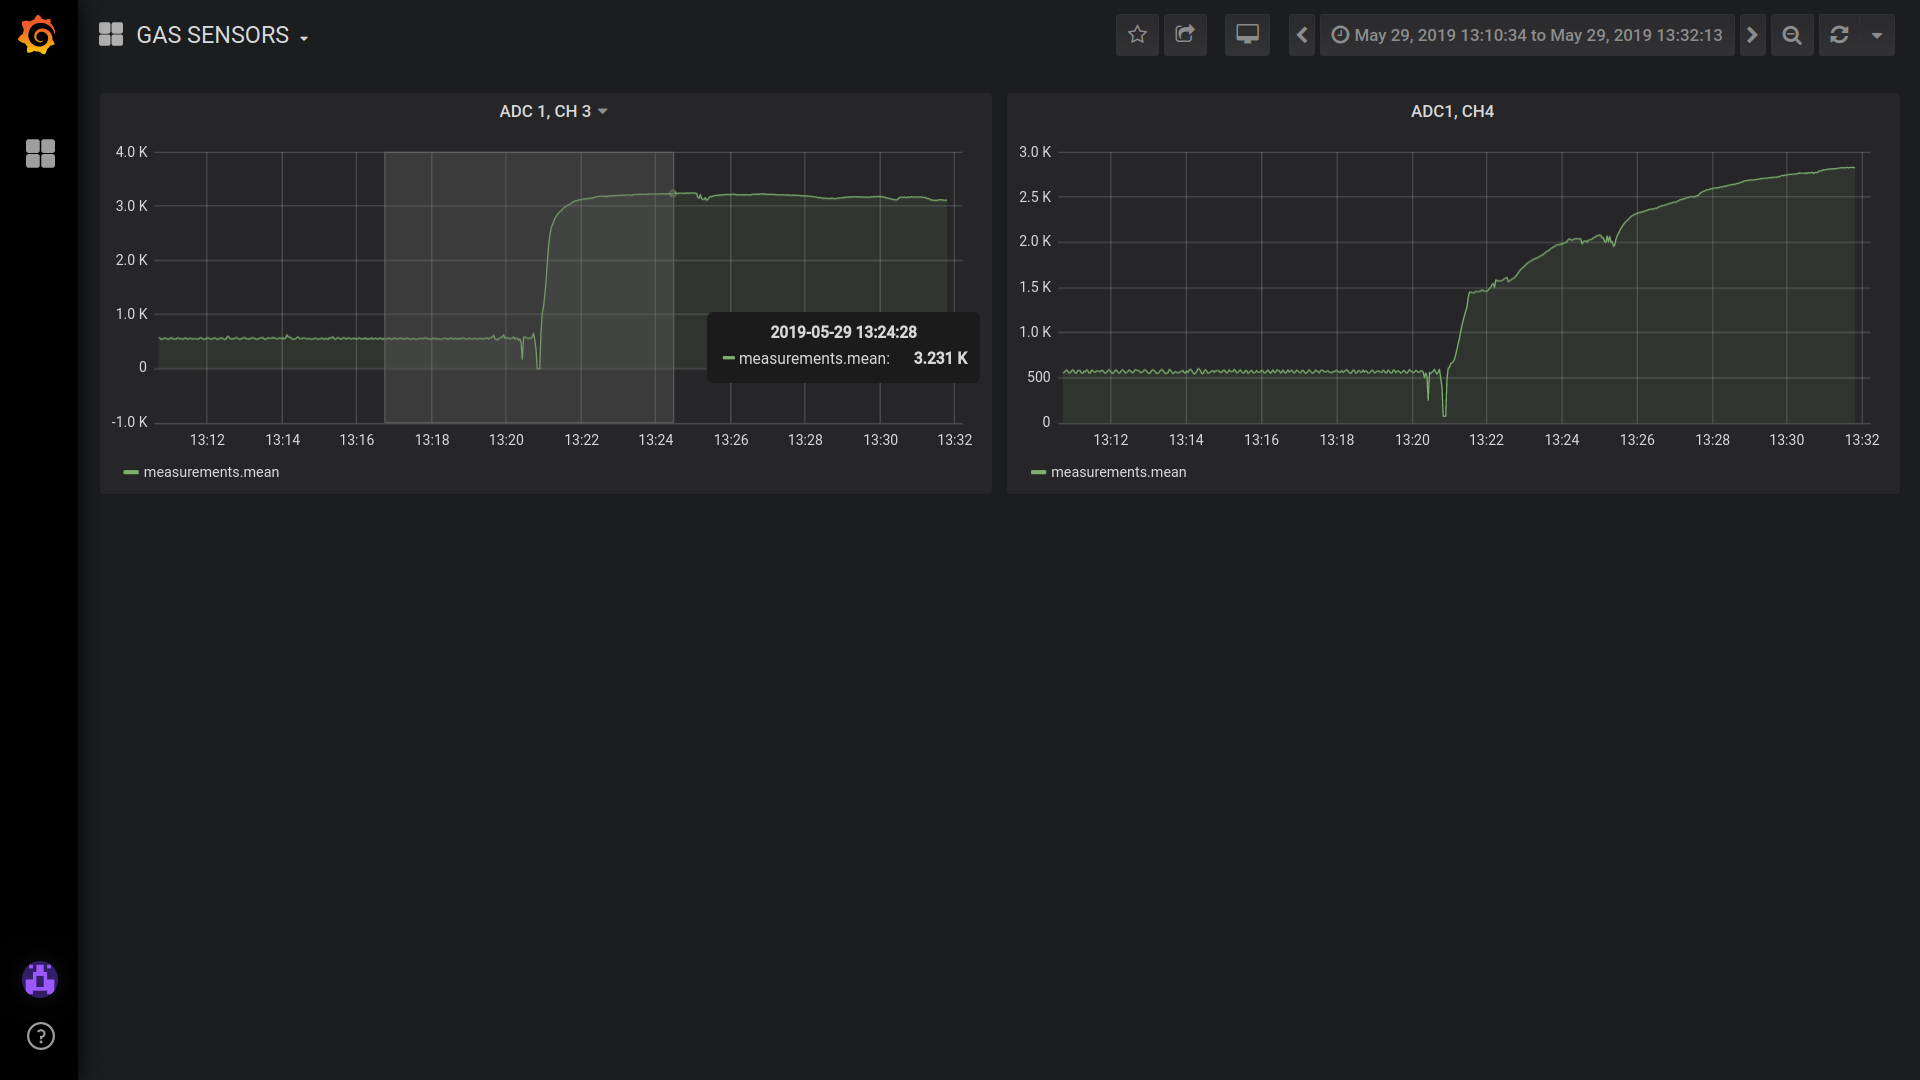 GAS SENSORS
May 29, 2019 13:10:34 to May 29, 2019 13:32:13
ADC 1, CH 3
4.0 K
3.0 K
2.0 K
1.0 K
0
-1.0 K
13:12 13:14 13:16 13:18 13:20 13:22 13:24 13:26 13:28 13:30 13:32
2019-05-29 13:24:28
measurements.mean: 3.231 K
measurements.mean
ADC1, CH4
3.0 K
2.5 K
2.0 K
1.5 K
1.0 K
500
0
13:12 13:14 13:16 13:18 13:20 13:22 13:24 13:26 13:28 13:30 13:32
measurements.mean
?